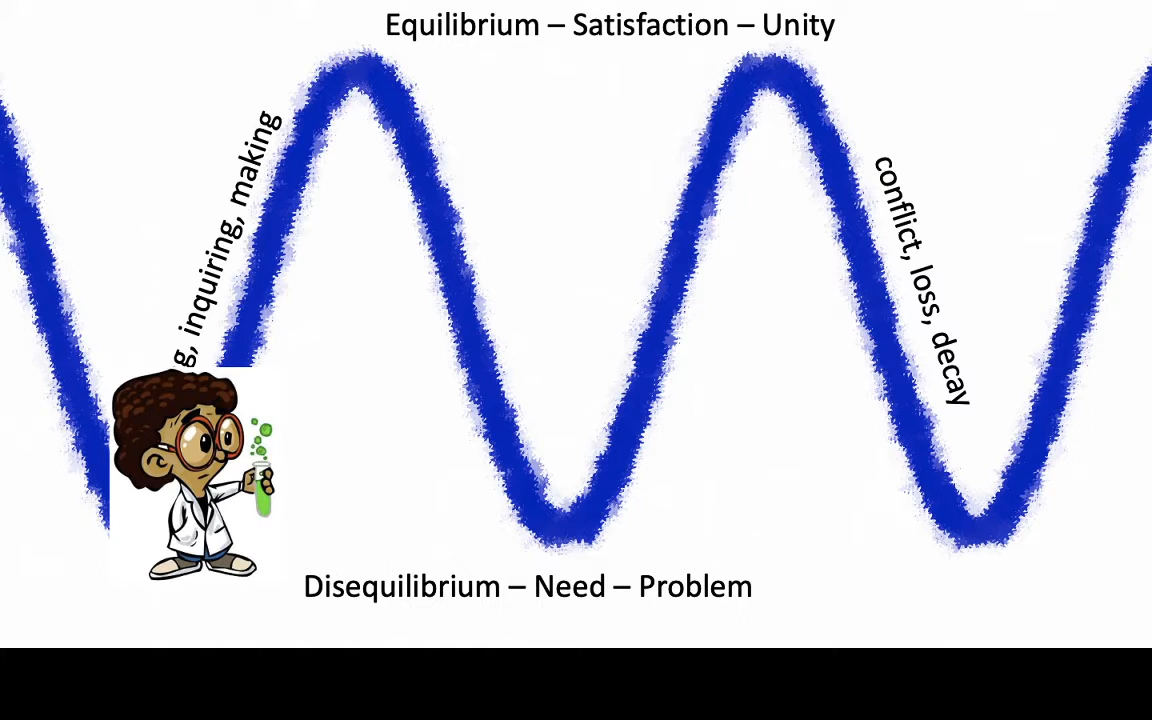 Equilibrium – Satisfaction – Unity
g, inquiring, making
conflict, loss, decay
Disequilibrium – Need – Problem